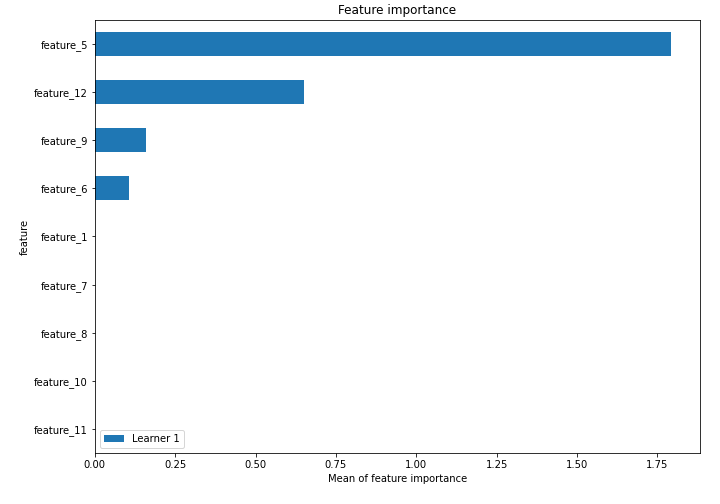 Feature importance
feature_5
feature_12
feature_9
feature_6
feature_1
feature_7
feature_8
feature_10
feature_11
feature
Learner 1
0.00 0.25 0.50 0.75 1.00 1.25 1.50 1.75
Mean of feature importance